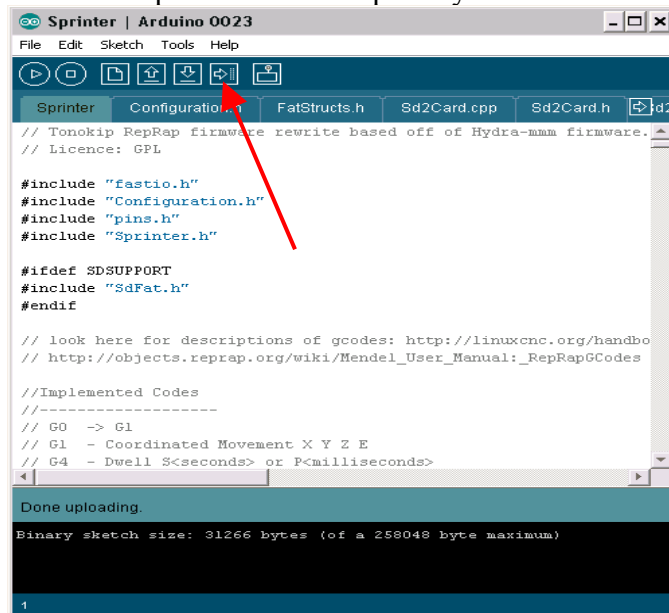 Sprinter | Arduino 0023
File Edit Sketch Tools Help
Sprinter Configuration.h FatStructs.h Sd2Card.cpp Sd2Card.h
// Tonokip RepRap firmware rewrite based off of Hydra-mmm firmware.
// Licence: GPL
#include "fastio.h"
#include "Configuration.h"
#include "pins.h"
#include "Sprinter.h"
#ifdef SDSUPPORT
#include "SdFat.h"
#endif
// look here for descriptions of gcodes: http://linuxcnc.org/handbo
// http://objects.reprap.org/wiki/Mendel_User_Manual:_RepRapGCodes
//Implemented Codes
//-------------------
// G0 -> G1
// G1 - Coordinated Movement X Y Z E
// G4 - Dwell S<seconds> or P<milliseconds>
Done uploading.
Binary sketch size: 31266 bytes (of a 258048 byte maximum)
1